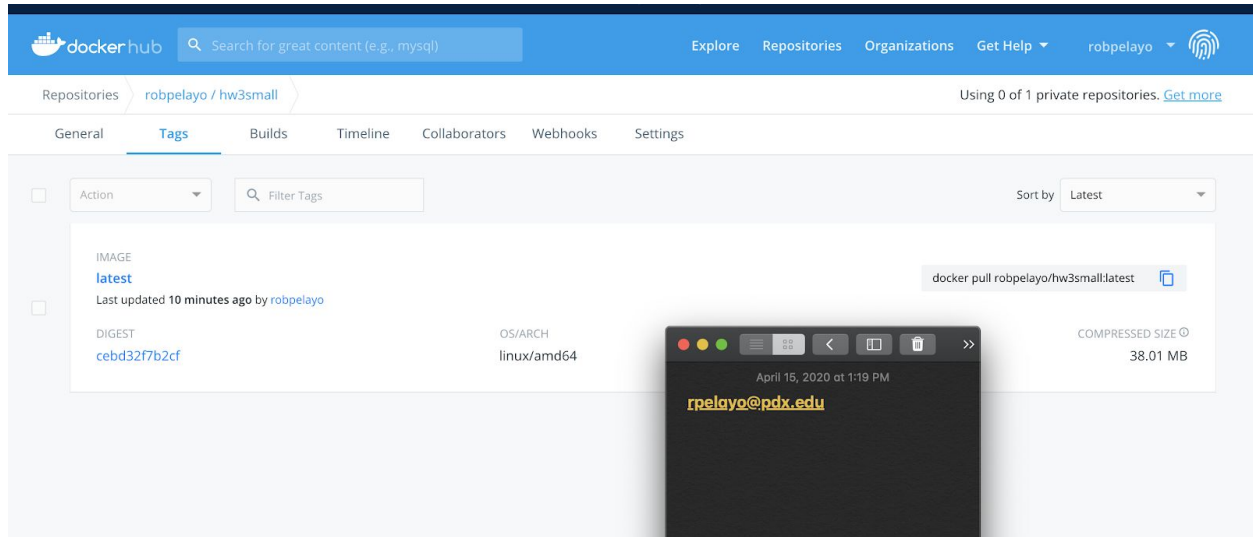 dockerhub Search for great content (e.g., mysql) Explore Repositories Organizations Get Help robpelayo
Repositories robpelayo / hw3small Using 0 of 1 private repositories. Get more
General Tags Builds Timeline Collaborators Webhooks Settings
Action Filter Tags Sort by Latest
IMAGE
latest
docker pull robpelayo/hw3small:latest
Last updated 10 minutes ago by robpelayo
DIGEST OS/ARCH COMPRESSED SIZE
cebd32f7b2cf linux/amd64 38.01 MB
April 15, 2020 at 1:19 PM
rpelayo@pdx.edu